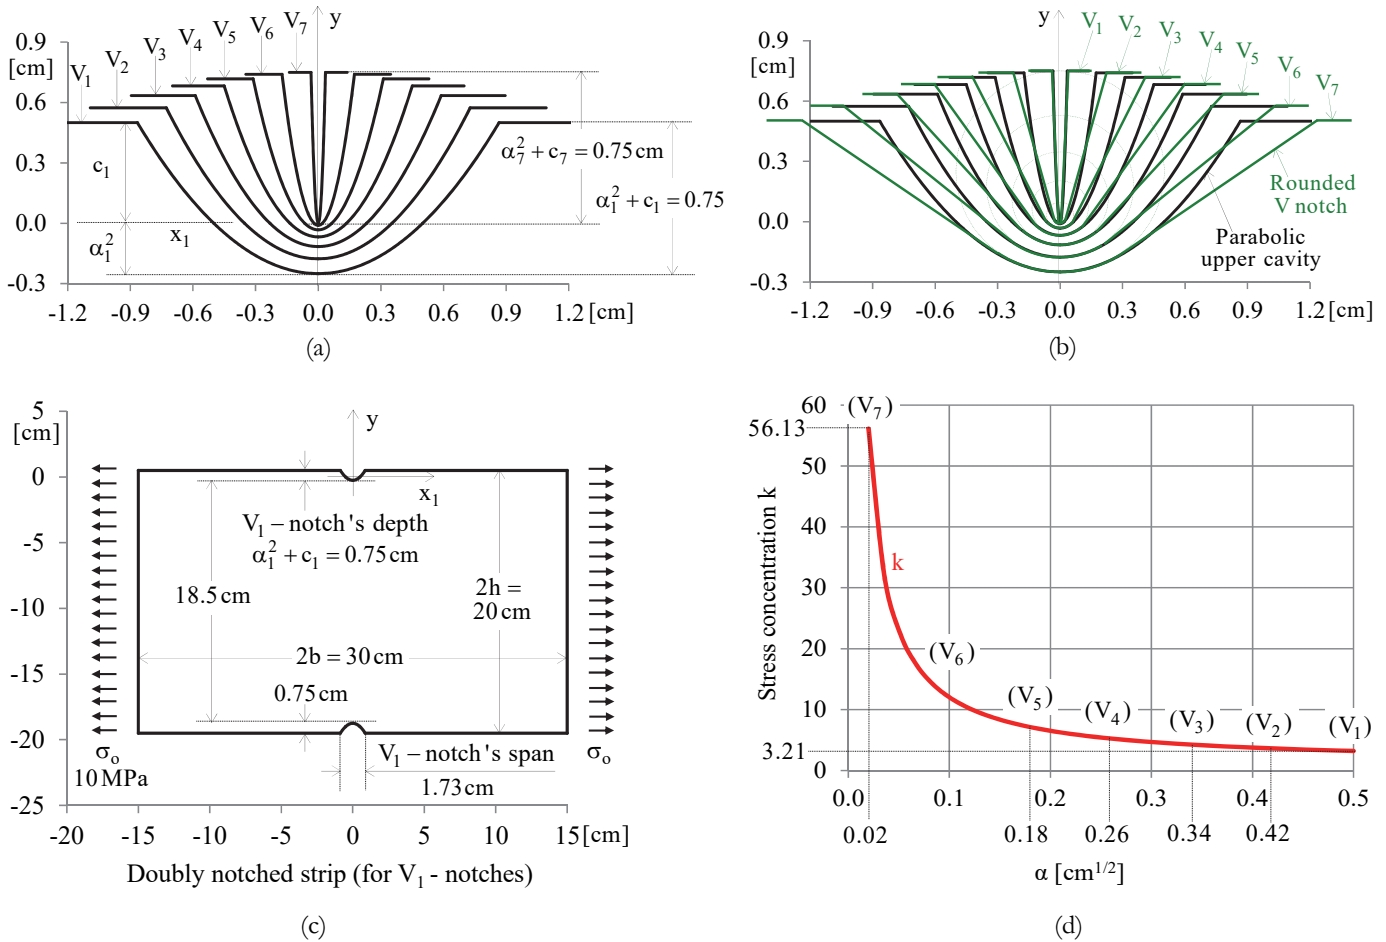 y
0.9
[cm]
0.6
0.3
0.0
-0.3
V₁
V₂
V₃
V₄
V₅
V₆
V₇
c₁
α₁²
x₁
α₇² + c₇ = 0.75 cm
α₁² + c₁ = 0.75
-1.2 -0.9 -0.6 -0.3 0.0 0.3 0.6 0.9 1.2 [cm]
(a)
y
0.9
[cm]
0.6
0.3
0.0
-0.3
V₁
V₂
V₃
V₄
V₅
V₆
V₇
Rounded
V notch
Parabolic
upper cavity
-1.2 -0.9 -0.6 -0.3 0.0 0.3 0.6 0.9 1.2 [cm]
(b)
5
[cm]
0
-5
-10
-15
-20
-25
y
x₁
V₁ – notch's depth
α₁² + c₁ = 0.75 cm
18.5 cm
2h =
20 cm
2b = 30 cm
0.75 cm
V₁ – notch's span
1.73 cm
σₒ
10 MPa
σₒ
-20 -15 -10 -5 0 5 10 15 [cm]
Doubly notched strip (for V₁ - notches)
(c)
Stress concentration k
60
56.13
50
40
30
20
10
3.21
0
(V₇)
k
(V₆)
(V₅)
(V₄)
(V₃)
(V₂)
(V₁)
0.0 0.1 0.2 0.3 0.4 0.5
0.02 0.18 0.26 0.34 0.42
α [cm¹ᐟ²]
(d)